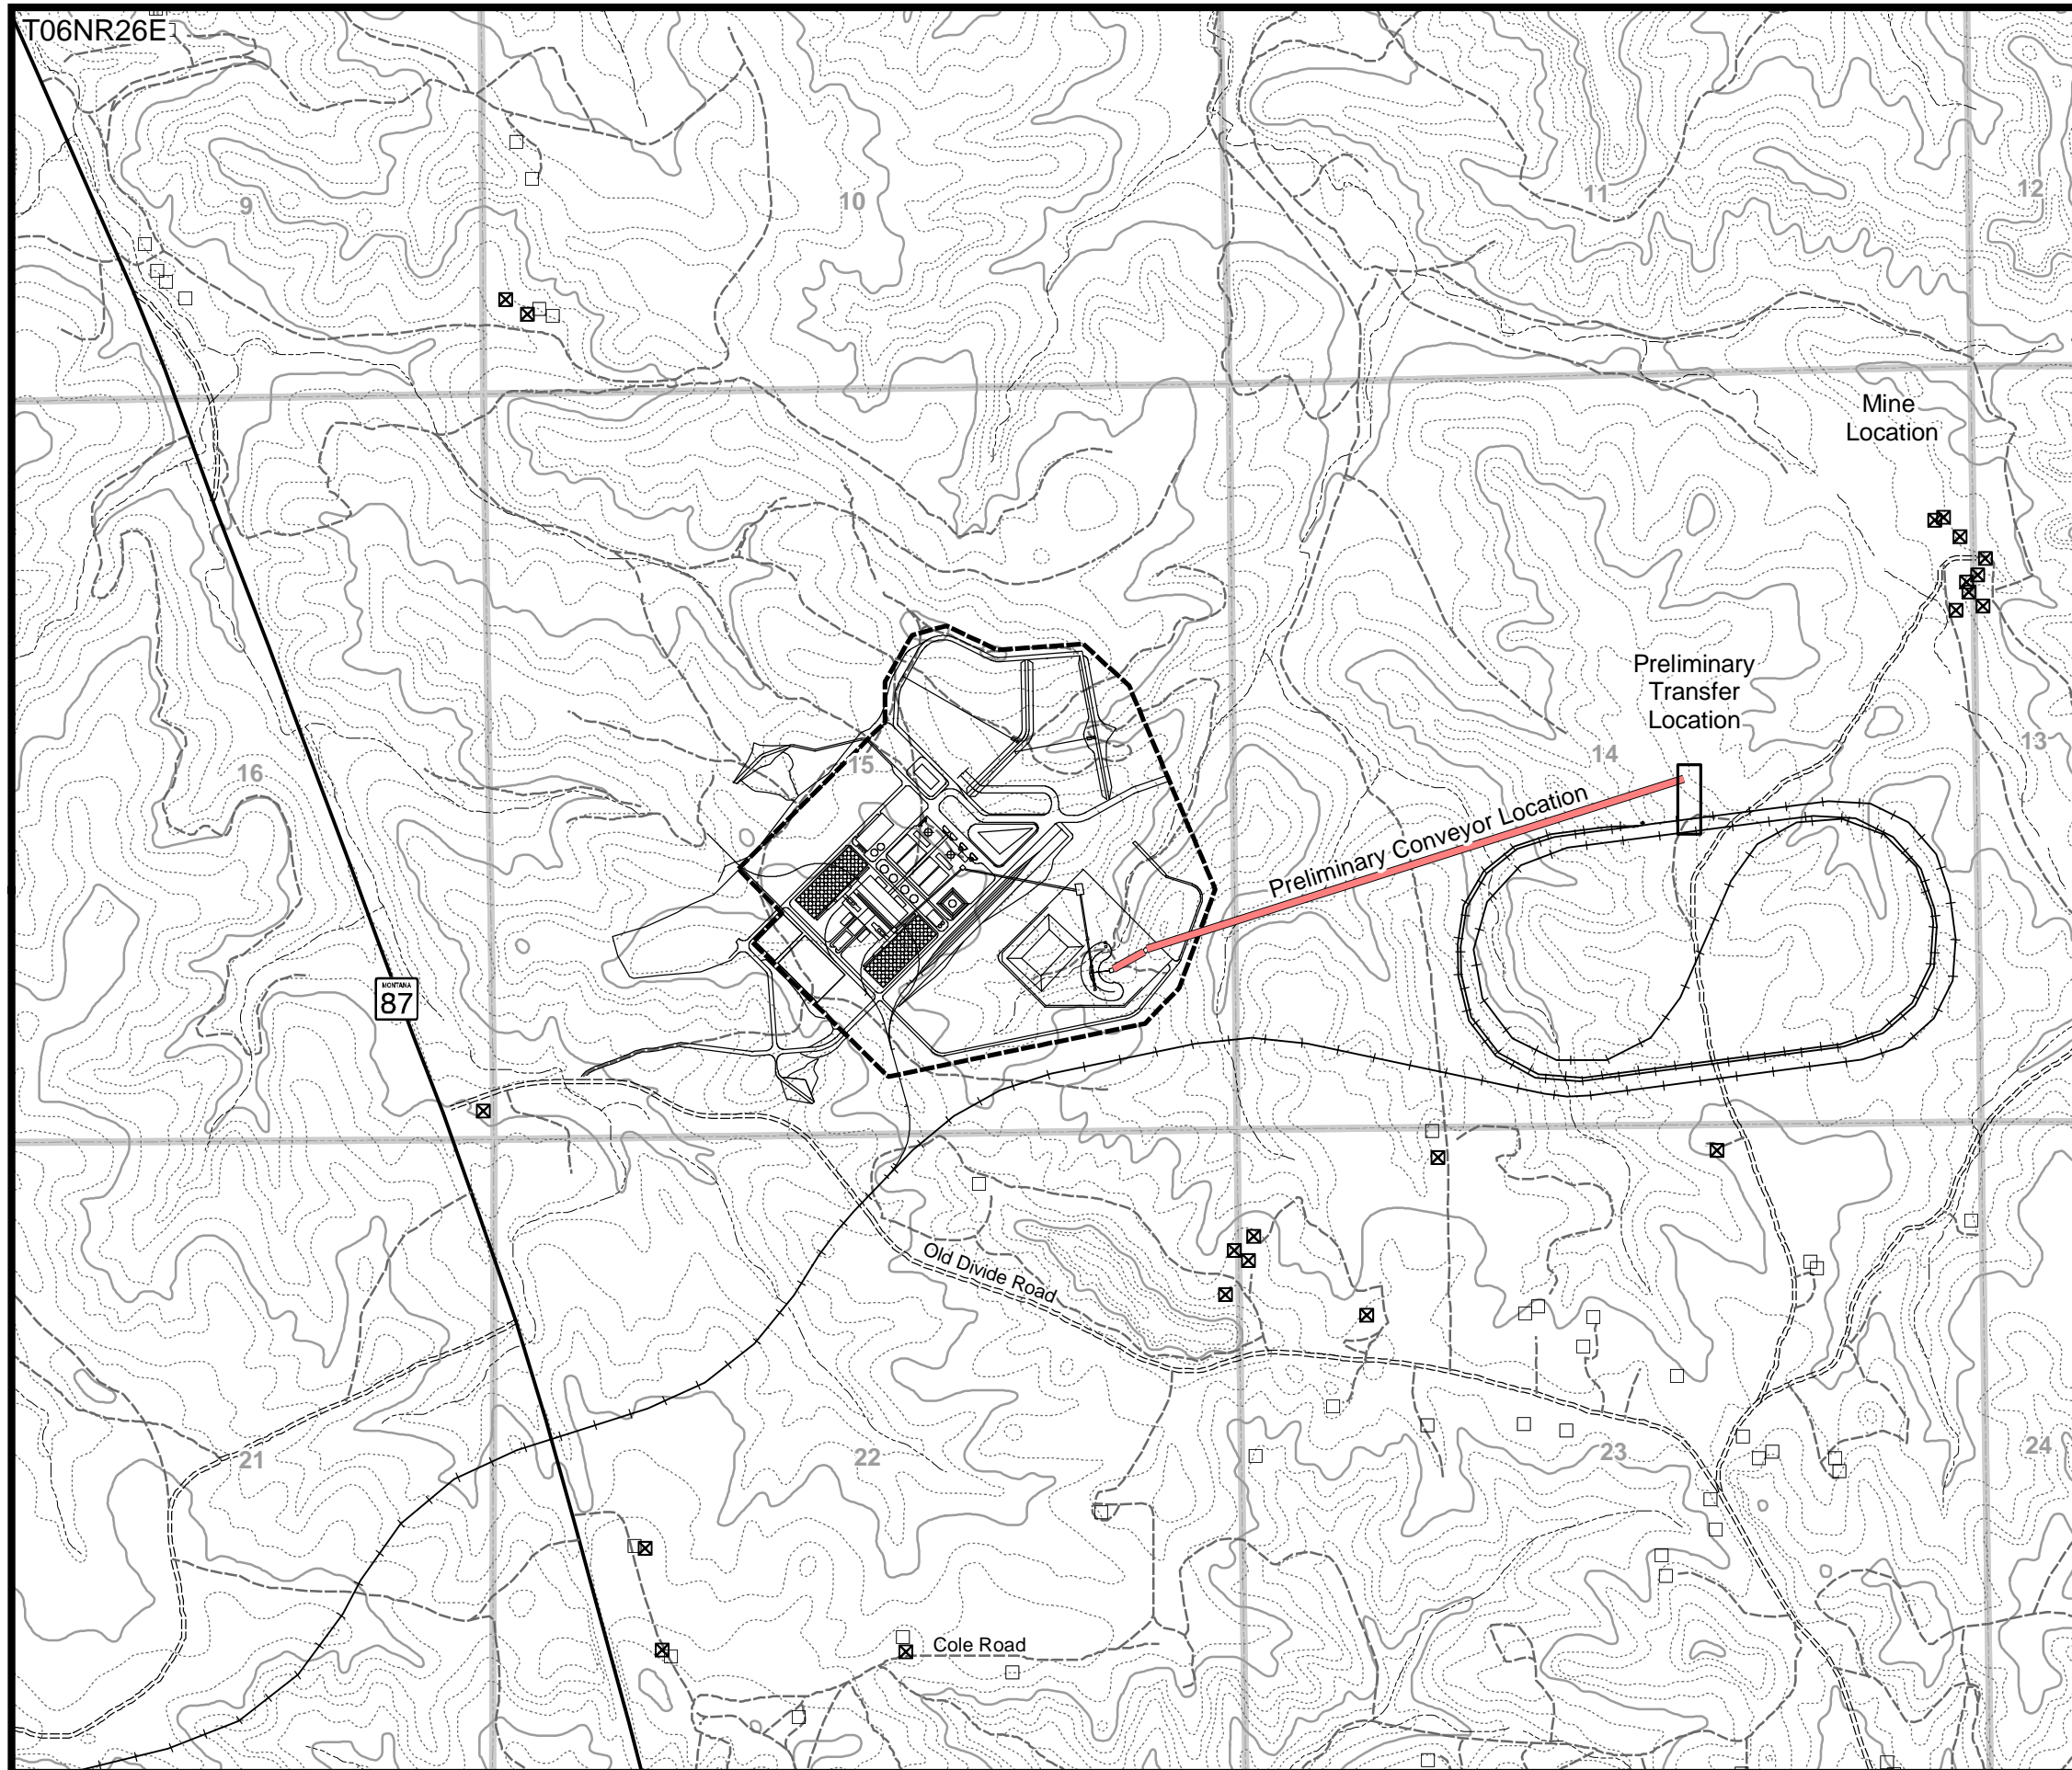 T06NR26E
9
10
11
12
Mine
Location
Preliminary
Transfer
Location
16
15
14
13
Preliminary Conveyor Location
MONTANA
87
Old Divide Road
21
22
23
24
Cole Road